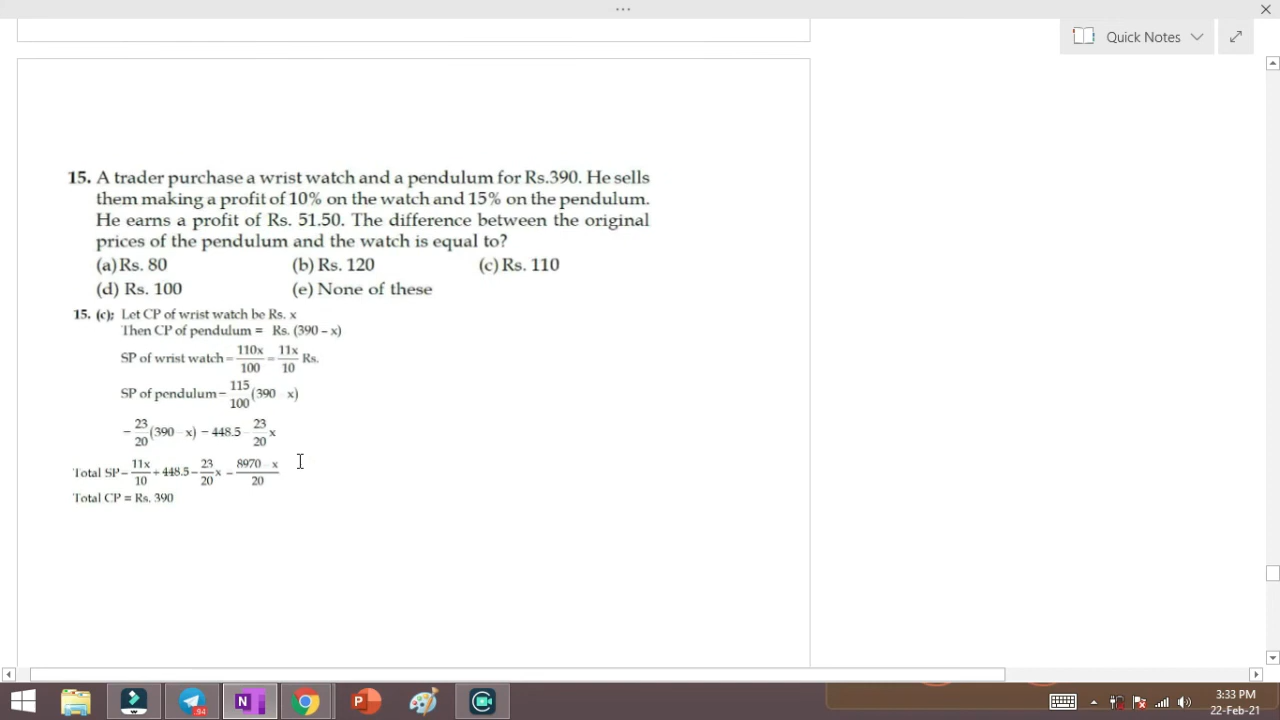 Quick Notes
15. A trader purchase a wrist watch and a pendulum for Rs.390. He sells
them making a profit of 10% on the watch and 15% on the pendulum.
He earns a profit of Rs. 51.50. The difference between the original
prices of the pendulum and the watch is equal to?
(a) Rs. 80 (b) Rs. 120 (c) Rs. 110
(d) Rs. 100 (e) None of these
15. (c); Let CP of wrist watch be Rs. x
Then CP of pendulum = Rs. (390 – x)
SP of wrist watch = 110x/100 = 11x/10 Rs.
SP of pendulum – 115/100 (390 x)
– 23/20 (390 – x) – 448.5 – 23/20 x
Total SP – 11x/10 + 448.5 – 23/20 x – 8970 – x/20
Total CP = Rs. 390
94
N
P
3:33 PM
22-Feb-21